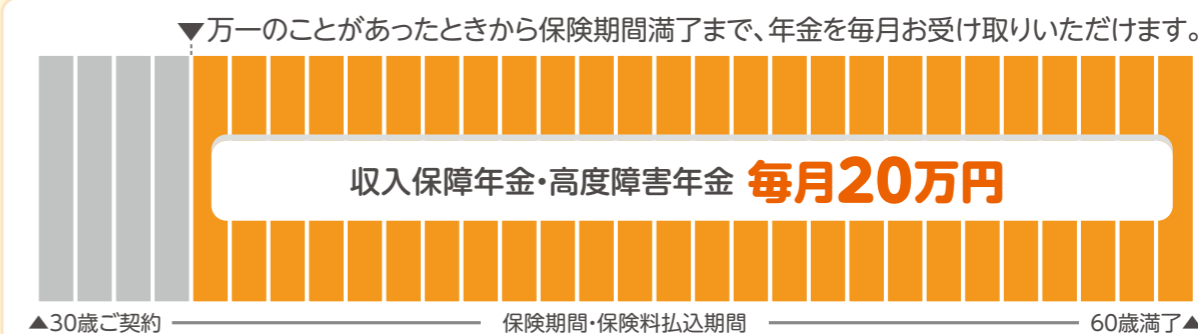 ▼万一のことがあったときから保険期間満了まで、年金を毎月お受け取りいただけます。
収入保障年金・高度障害年金 毎月20万円
▲30歳ご契約 保険期間・保険料払込期間 60歳満了▲